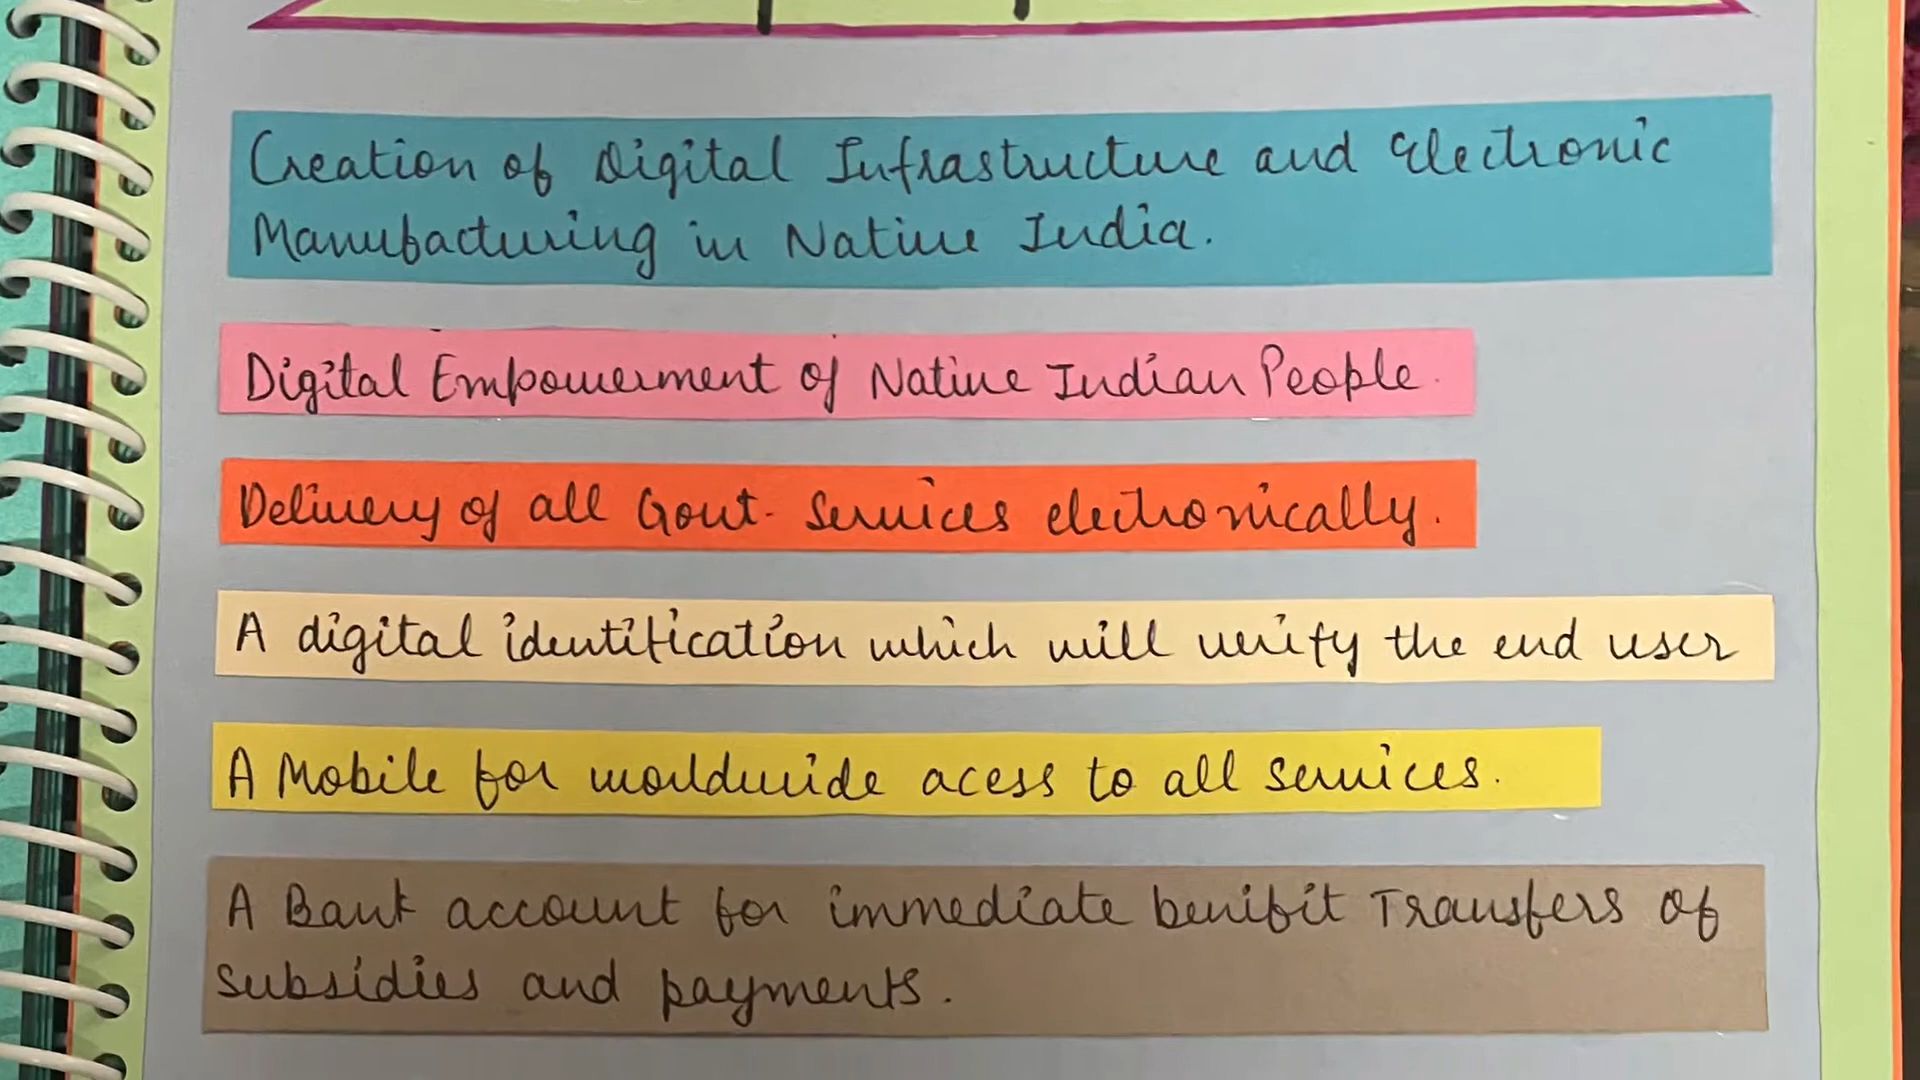 Creation of Digital Infrastructure and Electronic
Manufacturing in Native India.
Digital Empowerment of Native Indian People.
Delivery of all Govt. Services electronically.
A digital identification which will verify the end user
A Mobile for worldwide acess to all services.
A Bank account for immediate benifit Transfers of
subsidies and payments.